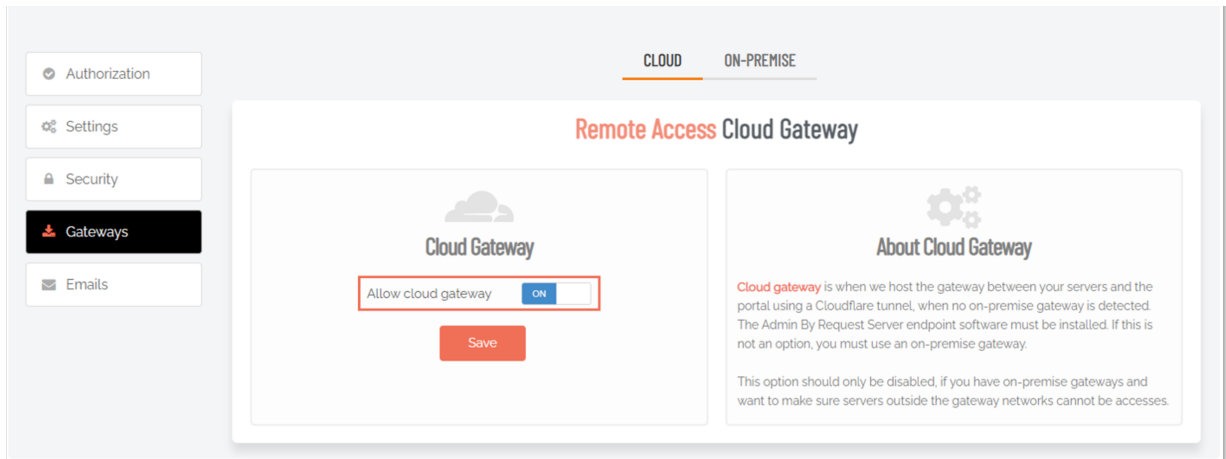 Authorization
Settings
Security
Gateways
Emails
CLOUD ON-PREMISE
Remote Access Cloud Gateway
Cloud Gateway
Allow cloud gateway ON
Save
About Cloud Gateway
Cloud gateway is when we host the gateway between your servers and the
portal using a Cloudflare tunnel, when no on-premise gateway is detected.
The Admin By Request Server endpoint software must be installed. If this is
not an option, you must use an on-premise gateway.
This option should only be disabled, if you have on-premise gateways and
want to make sure servers outside the gateway networks cannot be accesses.